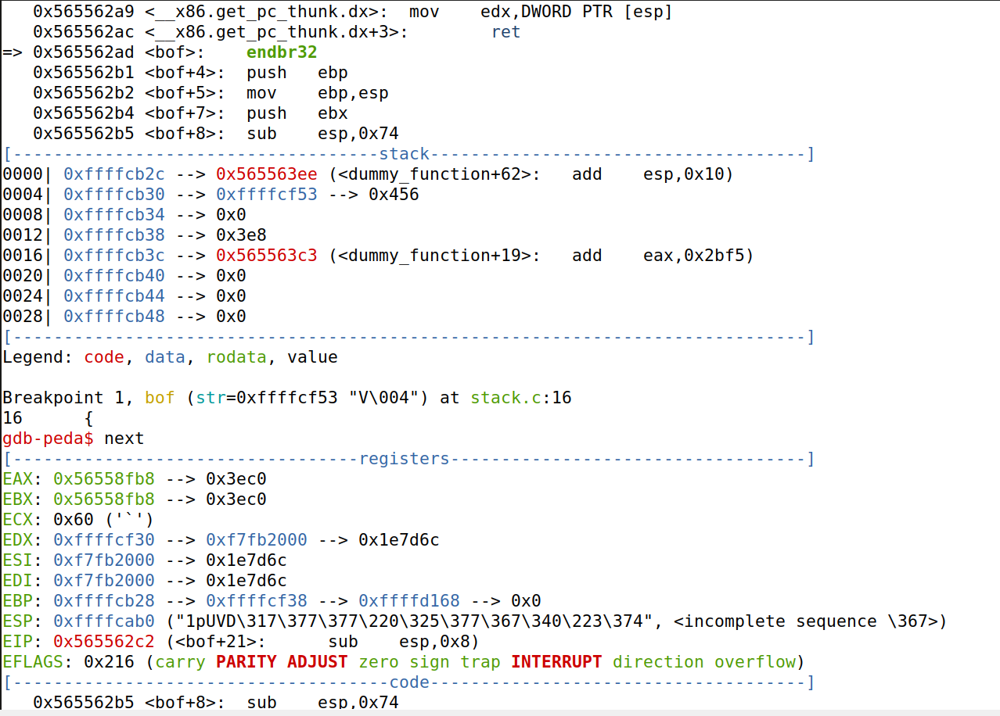 0x565562a9 <__x86.get_pc_thunk.dx>:  mov    edx,DWORD PTR [esp]
   0x565562ac <__x86.get_pc_thunk.dx+3>:        ret
=> 0x565562ad <bof>:    endbr32
   0x565562b1 <bof+4>:  push   ebp
   0x565562b2 <bof+5>:  mov    ebp,esp
   0x565562b4 <bof+7>:  push   ebx
   0x565562b5 <bof+8>:  sub    esp,0x74
[------------------------------------stack-------------------------------------]
0000| 0xffffcb2c --> 0x565563ee (<dummy_function+62>:   add    esp,0x10)
0004| 0xffffcb30 --> 0xffffcf53 --> 0x456
0008| 0xffffcb34 --> 0x0
0012| 0xffffcb38 --> 0x3e8
0016| 0xffffcb3c --> 0x565563c3 (<dummy_function+19>:   add    eax,0x2bf5)
0020| 0xffffcb40 --> 0x0
0024| 0xffffcb44 --> 0x0
0028| 0xffffcb48 --> 0x0
[------------------------------------------------------------------------------]
Legend: code, data, rodata, value

Breakpoint 1, bof (str=0xffffcf53 "V\004") at stack.c:16
16      {
gdb-peda$ next
[----------------------------------registers-----------------------------------]
EAX: 0x56558fb8 --> 0x3ec0
EBX: 0x56558fb8 --> 0x3ec0
ECX: 0x60 ('`')
EDX: 0xffffcf30 --> 0xf7fb2000 --> 0x1e7d6c
ESI: 0xf7fb2000 --> 0x1e7d6c
EDI: 0xf7fb2000 --> 0x1e7d6c
EBP: 0xffffcb28 --> 0xffffcf38 --> 0xffffd168 --> 0x0
ESP: 0xffffcab0 ("1pUVD\317\377\377\220\325\377\367\340\223\374", <incomplete sequence \367>)
EIP: 0x565562c2 (<bof+21>:      sub    esp,0x8)
EFLAGS: 0x216 (carry PARITY ADJUST zero sign trap INTERRUPT direction overflow)
[-------------------------------------code-------------------------------------]
   0x565562b5 <bof+8>:  sub    esp,0x74